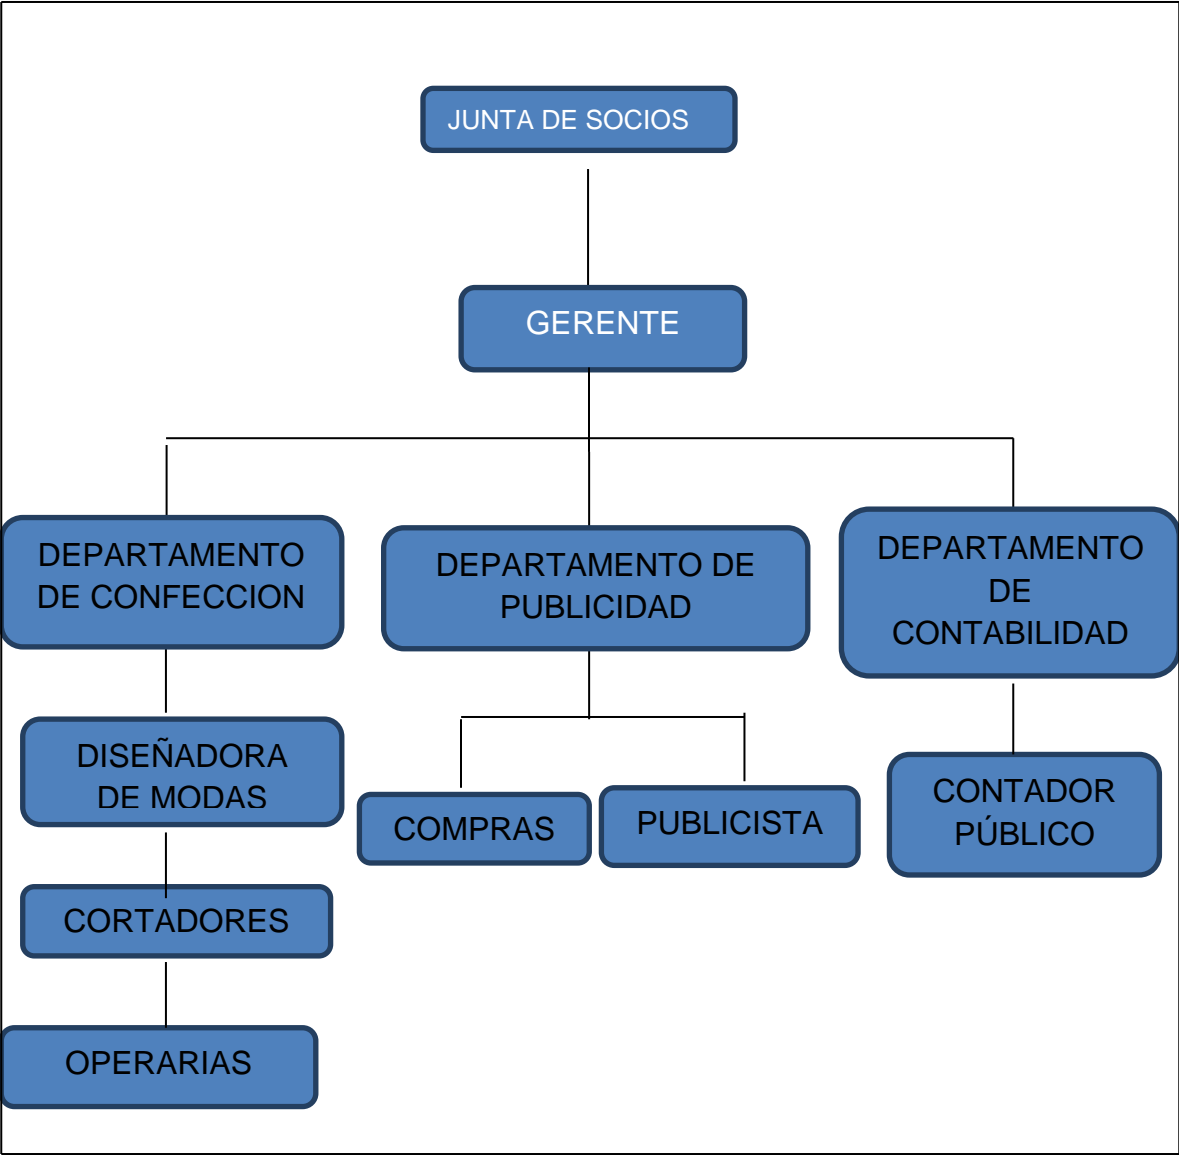 JUNTA DE SOCIOS
GERENTE
DEPARTAMENTO
DE CONFECCION
DEPARTAMENTO DE
PUBLICIDAD
DEPARTAMENTO
DE
CONTABILIDAD
DISEÑADORA
DE MODAS
COMPRAS
PUBLICISTA
CONTADOR
PÚBLICO
CORTADORES
OPERARIAS